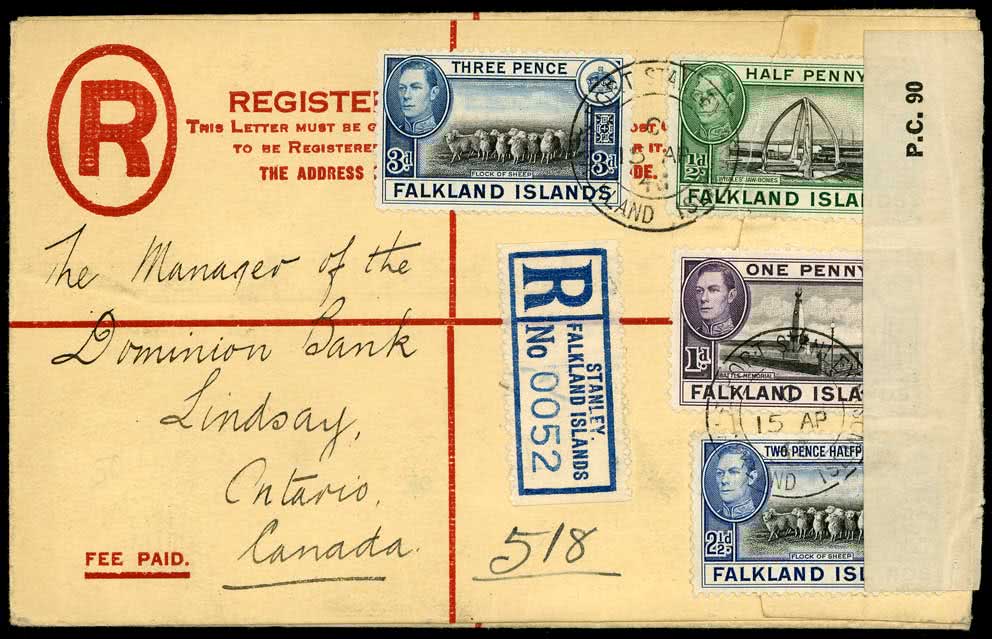 R
REGISTE
THIS LETTER MUST BE G
TO BE REGISTERE
THE ADDRESS
DE.
THREE PENCE
3d 3d
FLOCK OF SHEEP
FALKLAND ISLANDS
HALF PENNY
½d
WHALES' JAW-BONES
FALKLAND ISLA
P.C. 90
The Manager of the
Dominion Bank
Lindsay,
Ontario,
Canada.
R
No 0052
STANLEY,
FALKLAND ISLANDS
ONE PENNY
1d
BATTLE MEMORIAL
FALKLAND ISLA
15 AP
TWO PENCE HALFP
2½d
FLOCK OF SHEEP
FALKLAND ISL
518
FEE PAID.